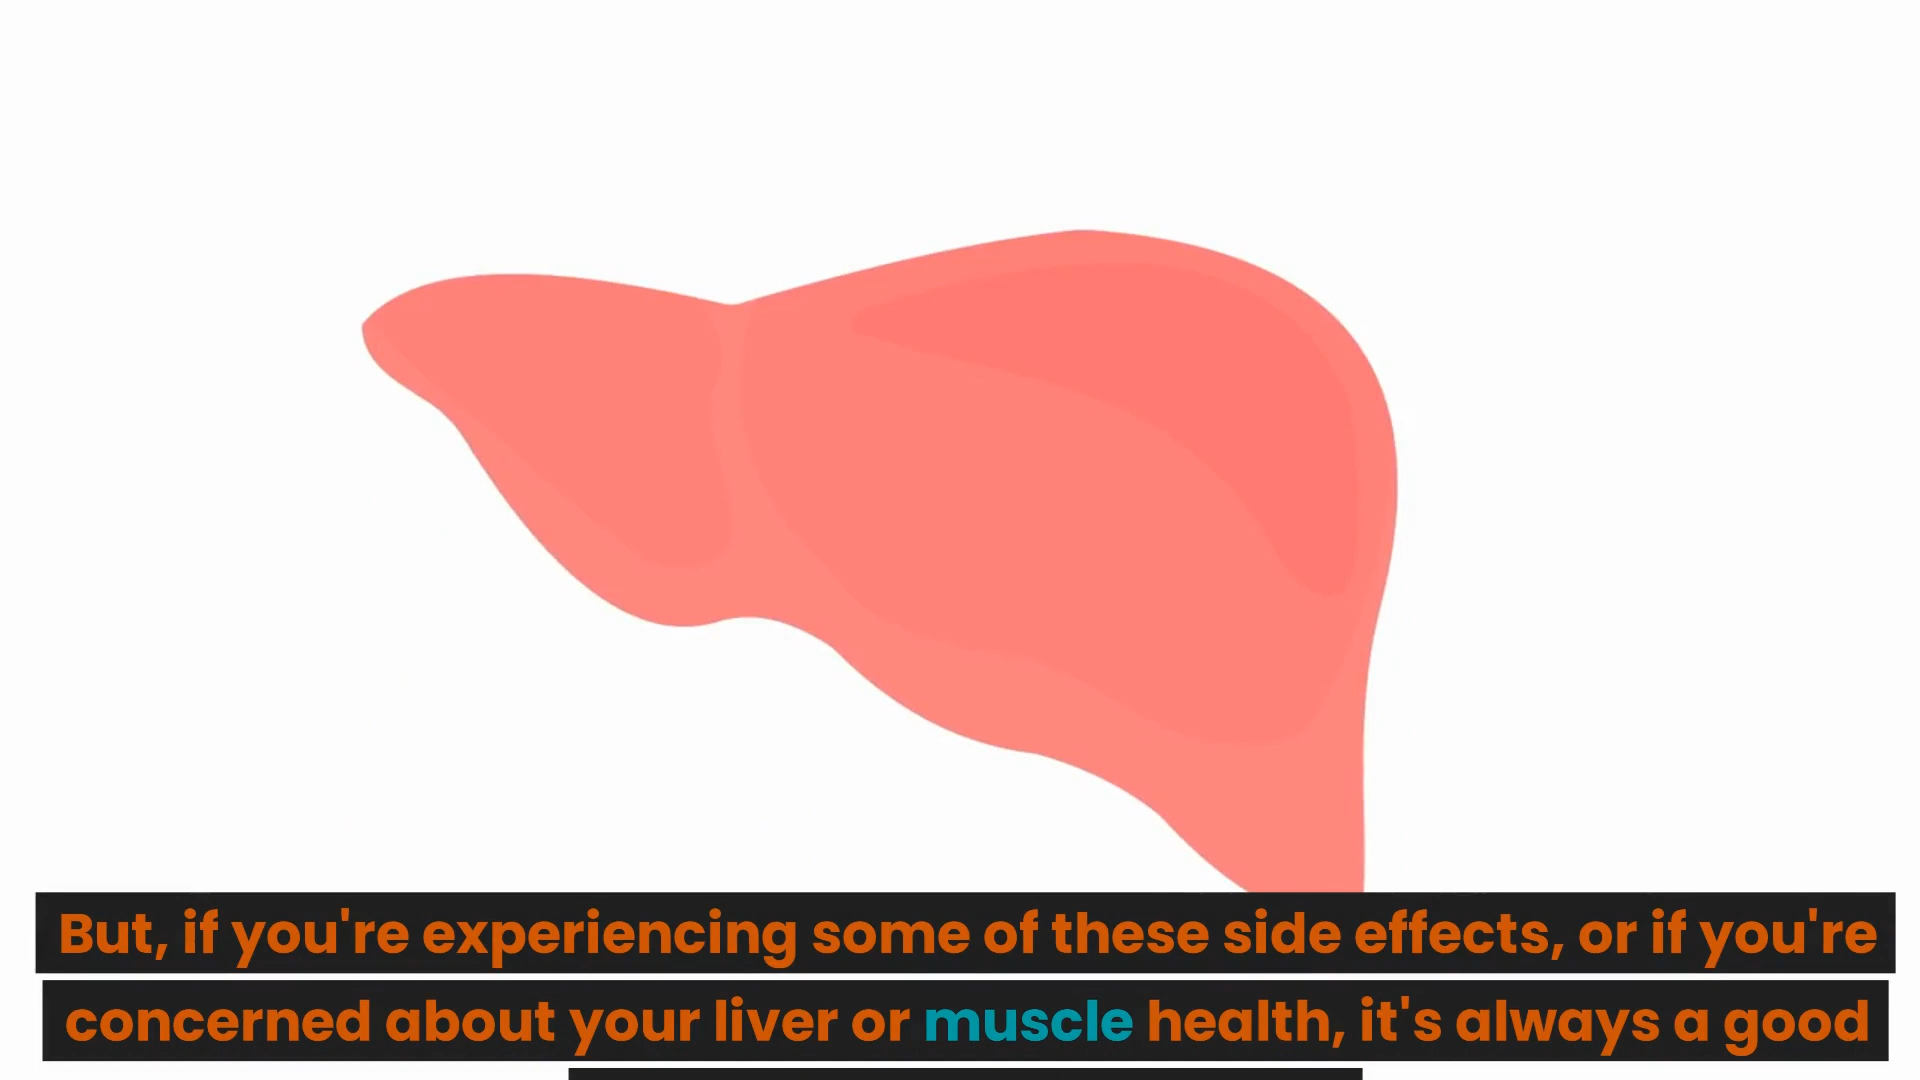 But, if you're experiencing some of these side effects, or if you're
concerned about your liver or muscle health, it's always a good